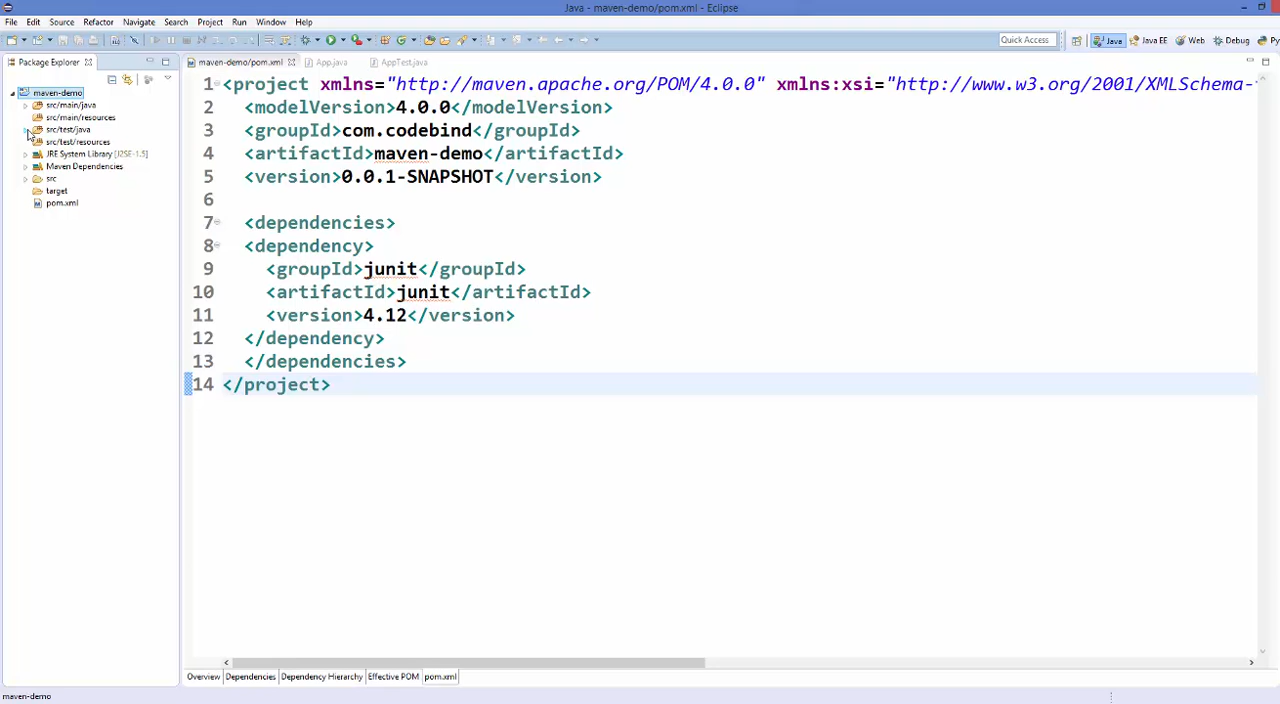 Java - maven-demo/pom.xml - Eclipse
File Edit Source Refactor Navigate Search Project Run Window Help
Quick Access Java Java EE Web Debug Py
Package Explorer
maven-demo/pom.xml App.java AppTest.java
maven-demo
src/main/java
src/main/resources
src/test/java
src/test/resources
JRE System Library [J2SE-1.5]
Maven Dependencies
src
target
pom.xml
1 <project xmlns="http://maven.apache.org/POM/4.0.0" xmlns:xsi="http://www.w3.org/2001/XMLSchema-
2 <modelVersion>4.0.0</modelVersion>
3 <groupId>com.codebind</groupId>
4 <artifactId>maven-demo</artifactId>
5 <version>0.0.1-SNAPSHOT</version>
6
7 <dependencies>
8 <dependency>
9 <groupId>junit</groupId>
10 <artifactId>junit</artifactId>
11 <version>4.12</version>
12 </dependency>
13 </dependencies>
14 </project>
Overview Dependencies Dependency Hierarchy Effective POM pom.xml
maven-demo